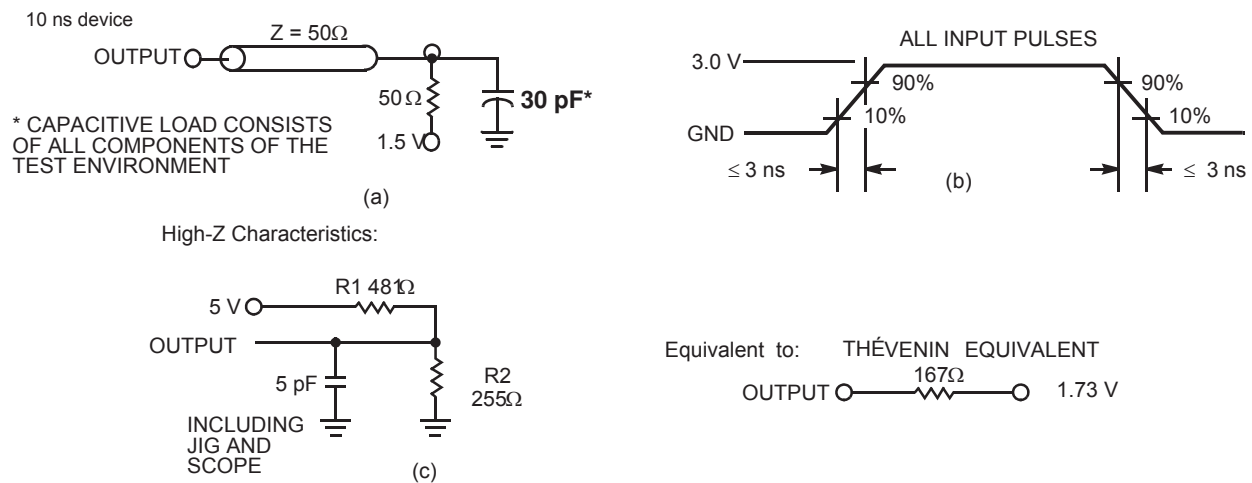 10 ns device
Z = 50Ω
OUTPUT
50 Ω
30 pF*
1.5 V
* CAPACITIVE LOAD CONSISTS
OF ALL COMPONENTS OF THE
TEST ENVIRONMENT
(a)
ALL INPUT PULSES
3.0 V
90%
90%
10%
10%
GND
≤ 3 ns
≤ 3 ns
(b)
High-Z Characteristics:
R1 481Ω
5 V
OUTPUT
5 pF
R2
255Ω
INCLUDING
JIG AND
SCOPE
(c)
Equivalent to: THÉVENIN EQUIVALENT
167Ω
OUTPUT
1.73 V